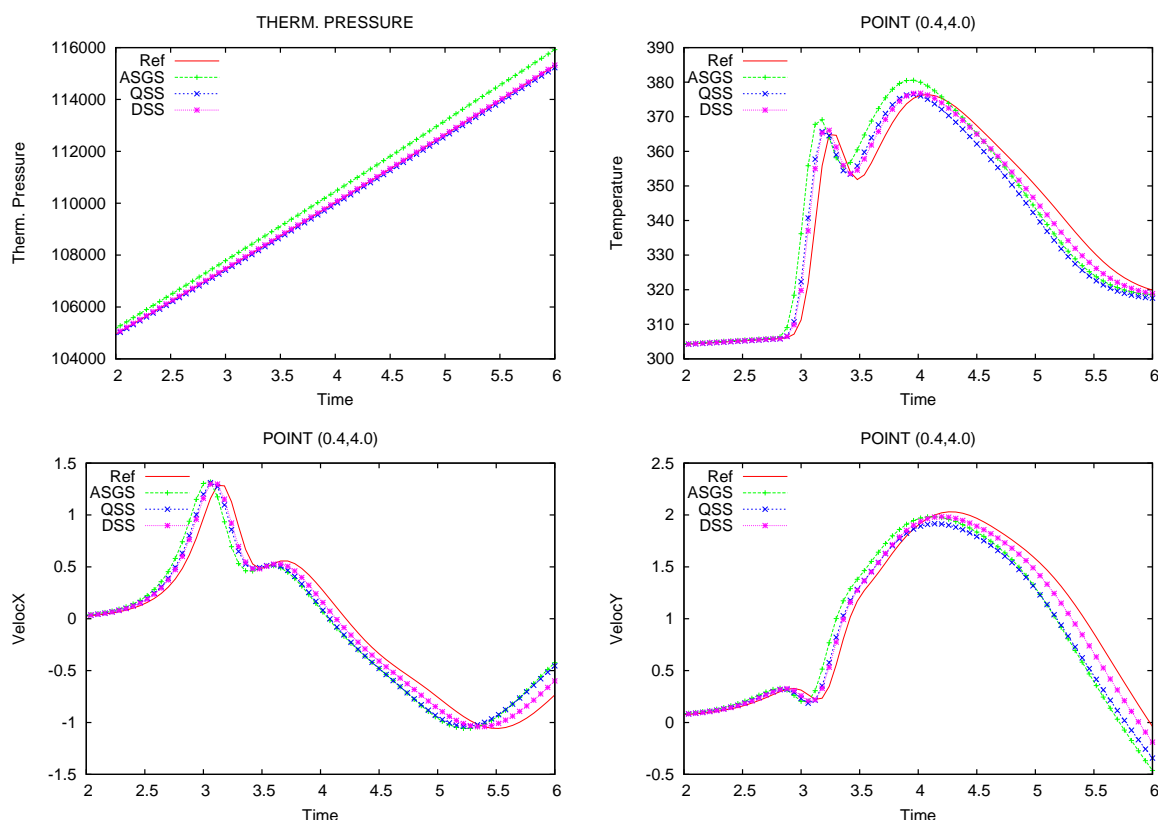 THERM. PRESSURE
116000
114000
112000
110000
108000
106000
104000
Therm. Pressure
Ref
ASGS
QSS
DSS
2 2.5 3 3.5 4 4.5 5 5.5 6
Time
POINT (0.4,4.0)
390
380
370
360
350
340
330
320
310
300
Temperature
Ref
ASGS
QSS
DSS
2 2.5 3 3.5 4 4.5 5 5.5 6
Time
POINT (0.4,4.0)
1.5
1
0.5
0
-0.5
-1
-1.5
VelocX
Ref
ASGS
QSS
DSS
2 2.5 3 3.5 4 4.5 5 5.5 6
Time
POINT (0.4,4.0)
2.5
2
1.5
1
0.5
0
-0.5
VelocY
Ref
ASGS
QSS
DSS
2 2.5 3 3.5 4 4.5 5 5.5 6
Time